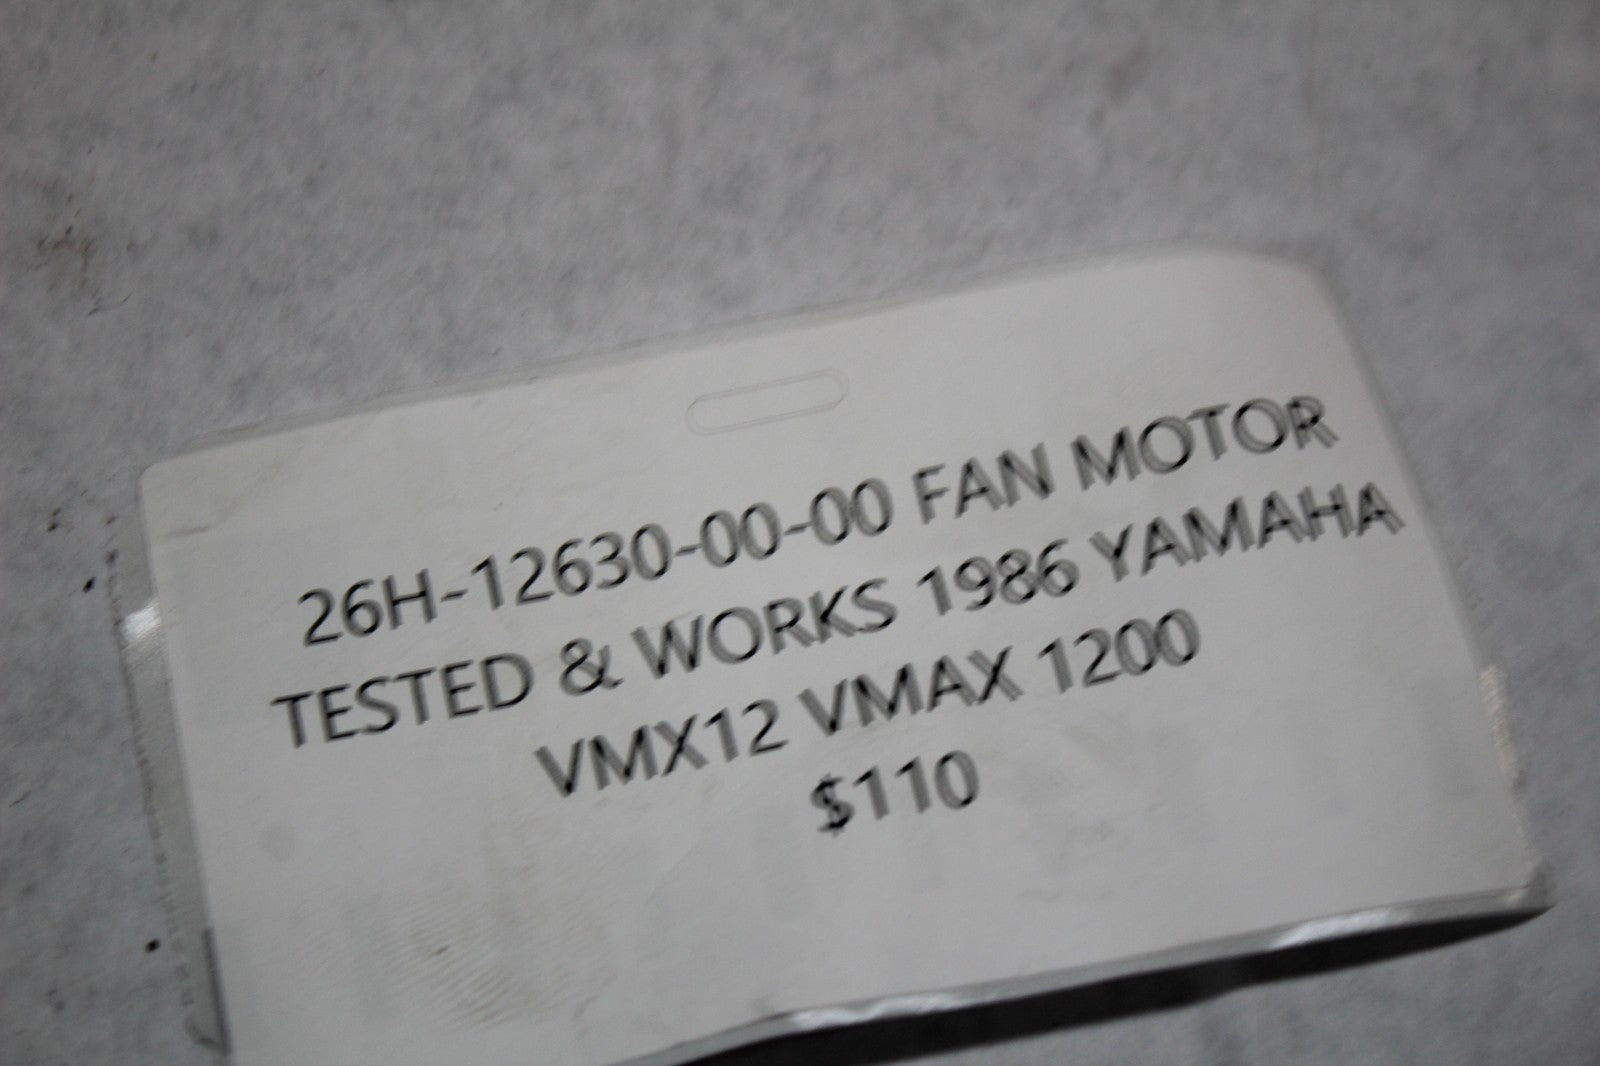 26H-12630-00-00 FAN MOTOR
TESTED & WORKS 1986 YAMAHA
VMX12 VMAX 1200
$110